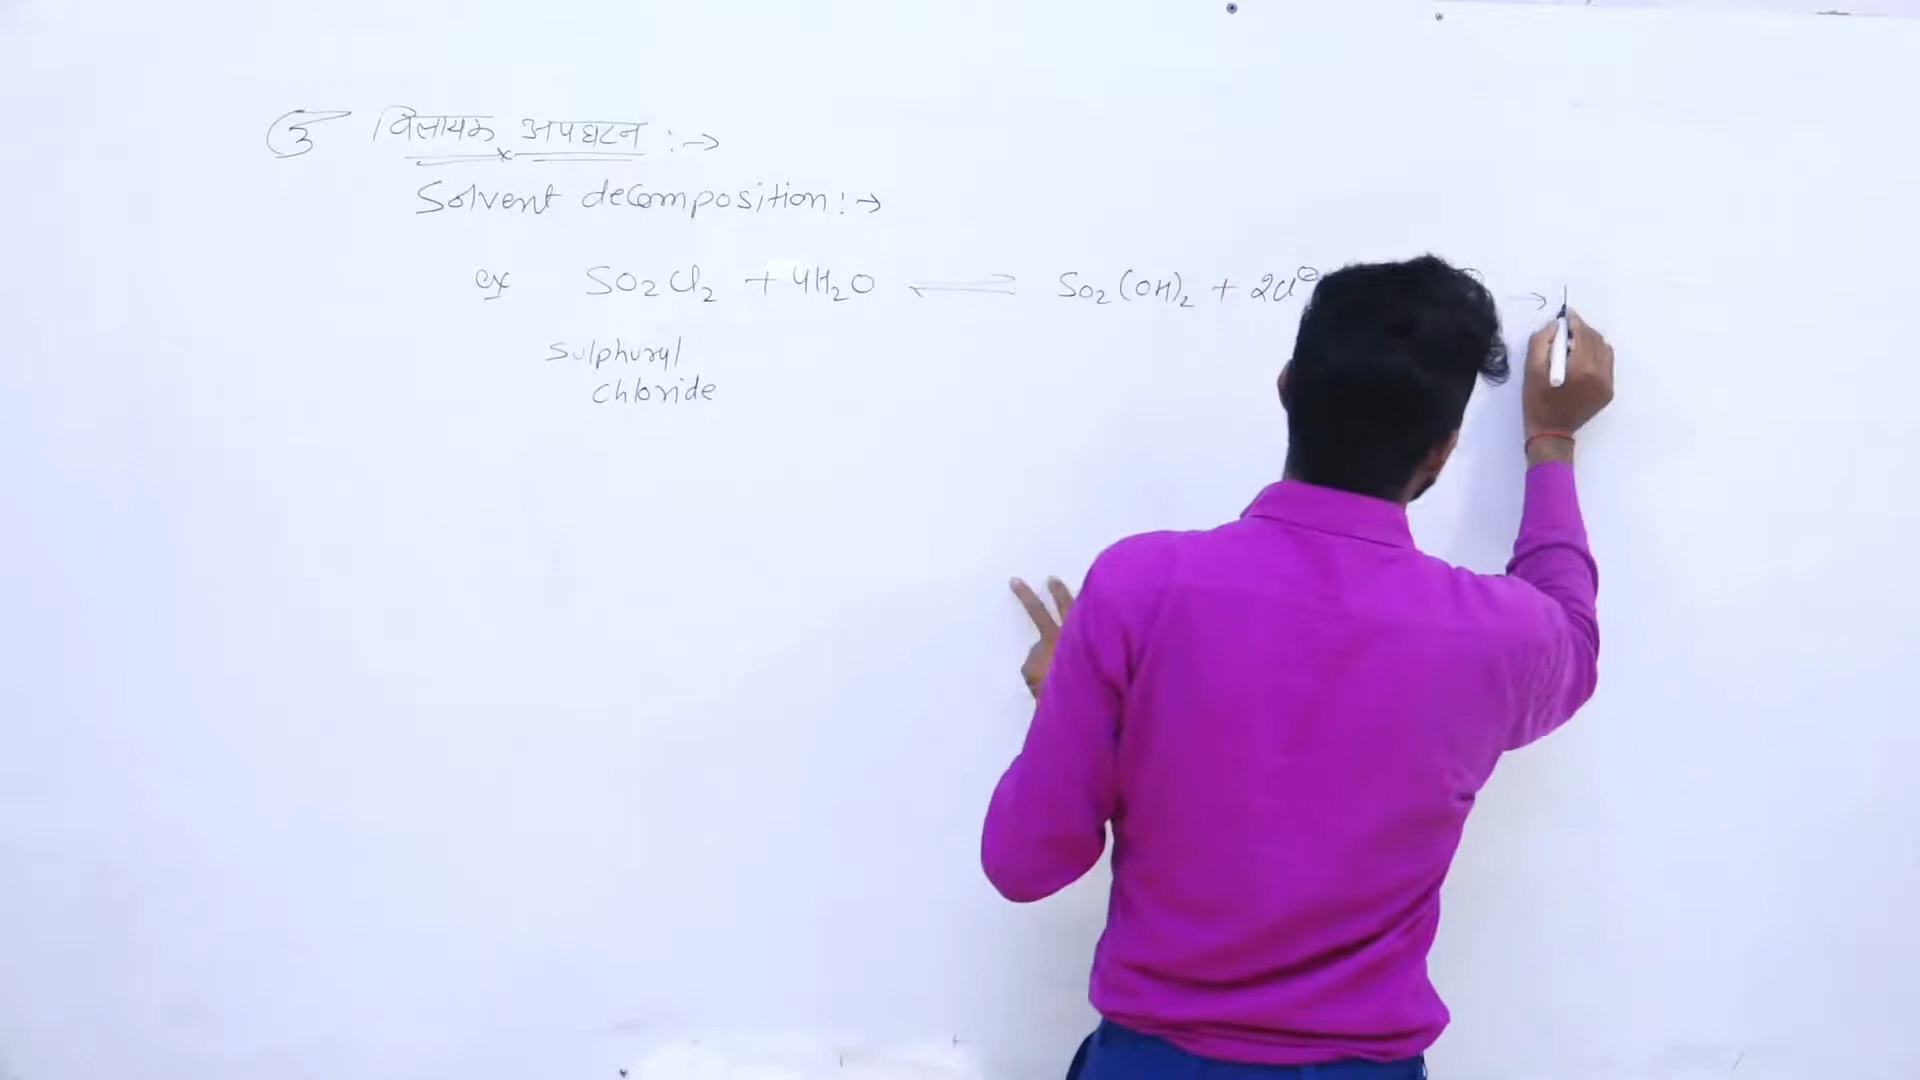 ③ विलायक अपघटन :→
Solvent decomposition :→
ex SO₂Cl₂ + 4H₂O ⇌ SO₂(OH)₂ + 2Cl⊖ →
Sulphuryl
chloride